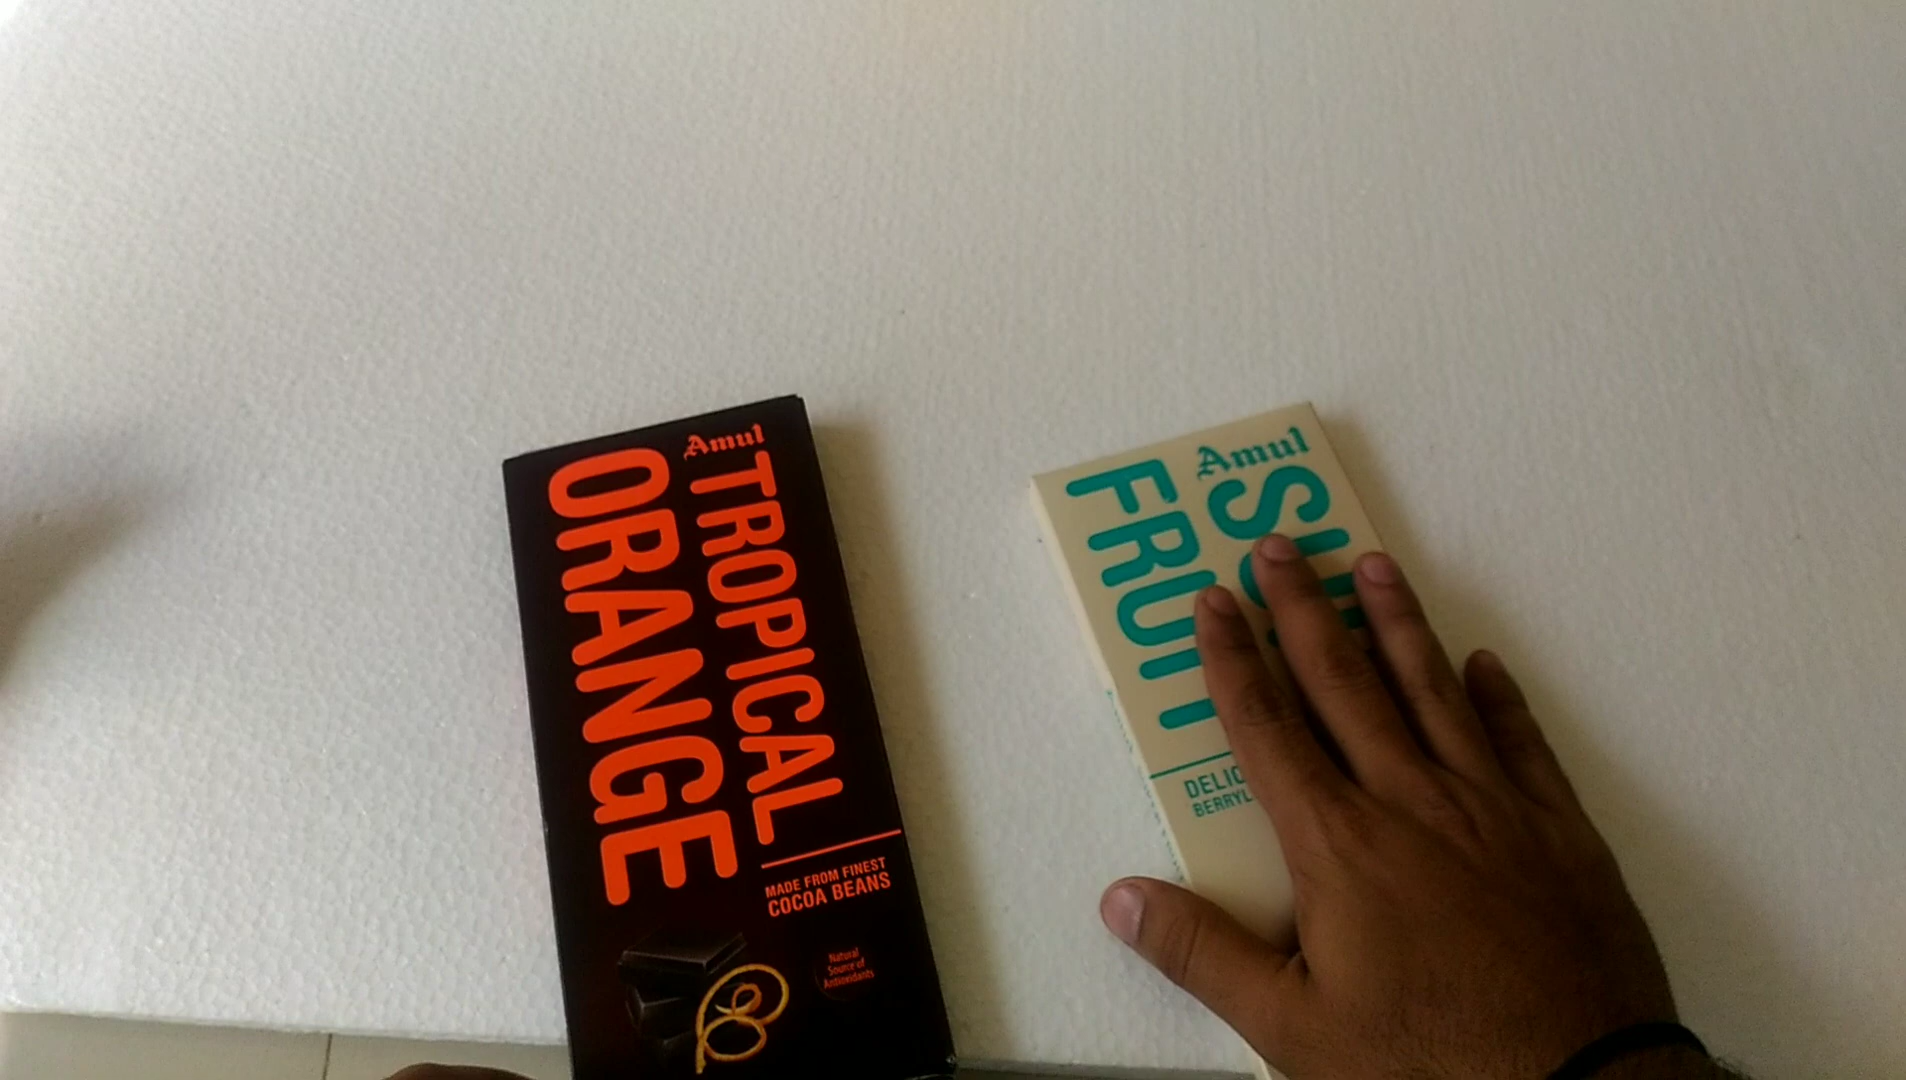 Amul
TROPICAL
ORANGE
MADE FROM FINEST
COCOA BEANS
Natural
Source of
Antioxidants
Amul
FRUIT